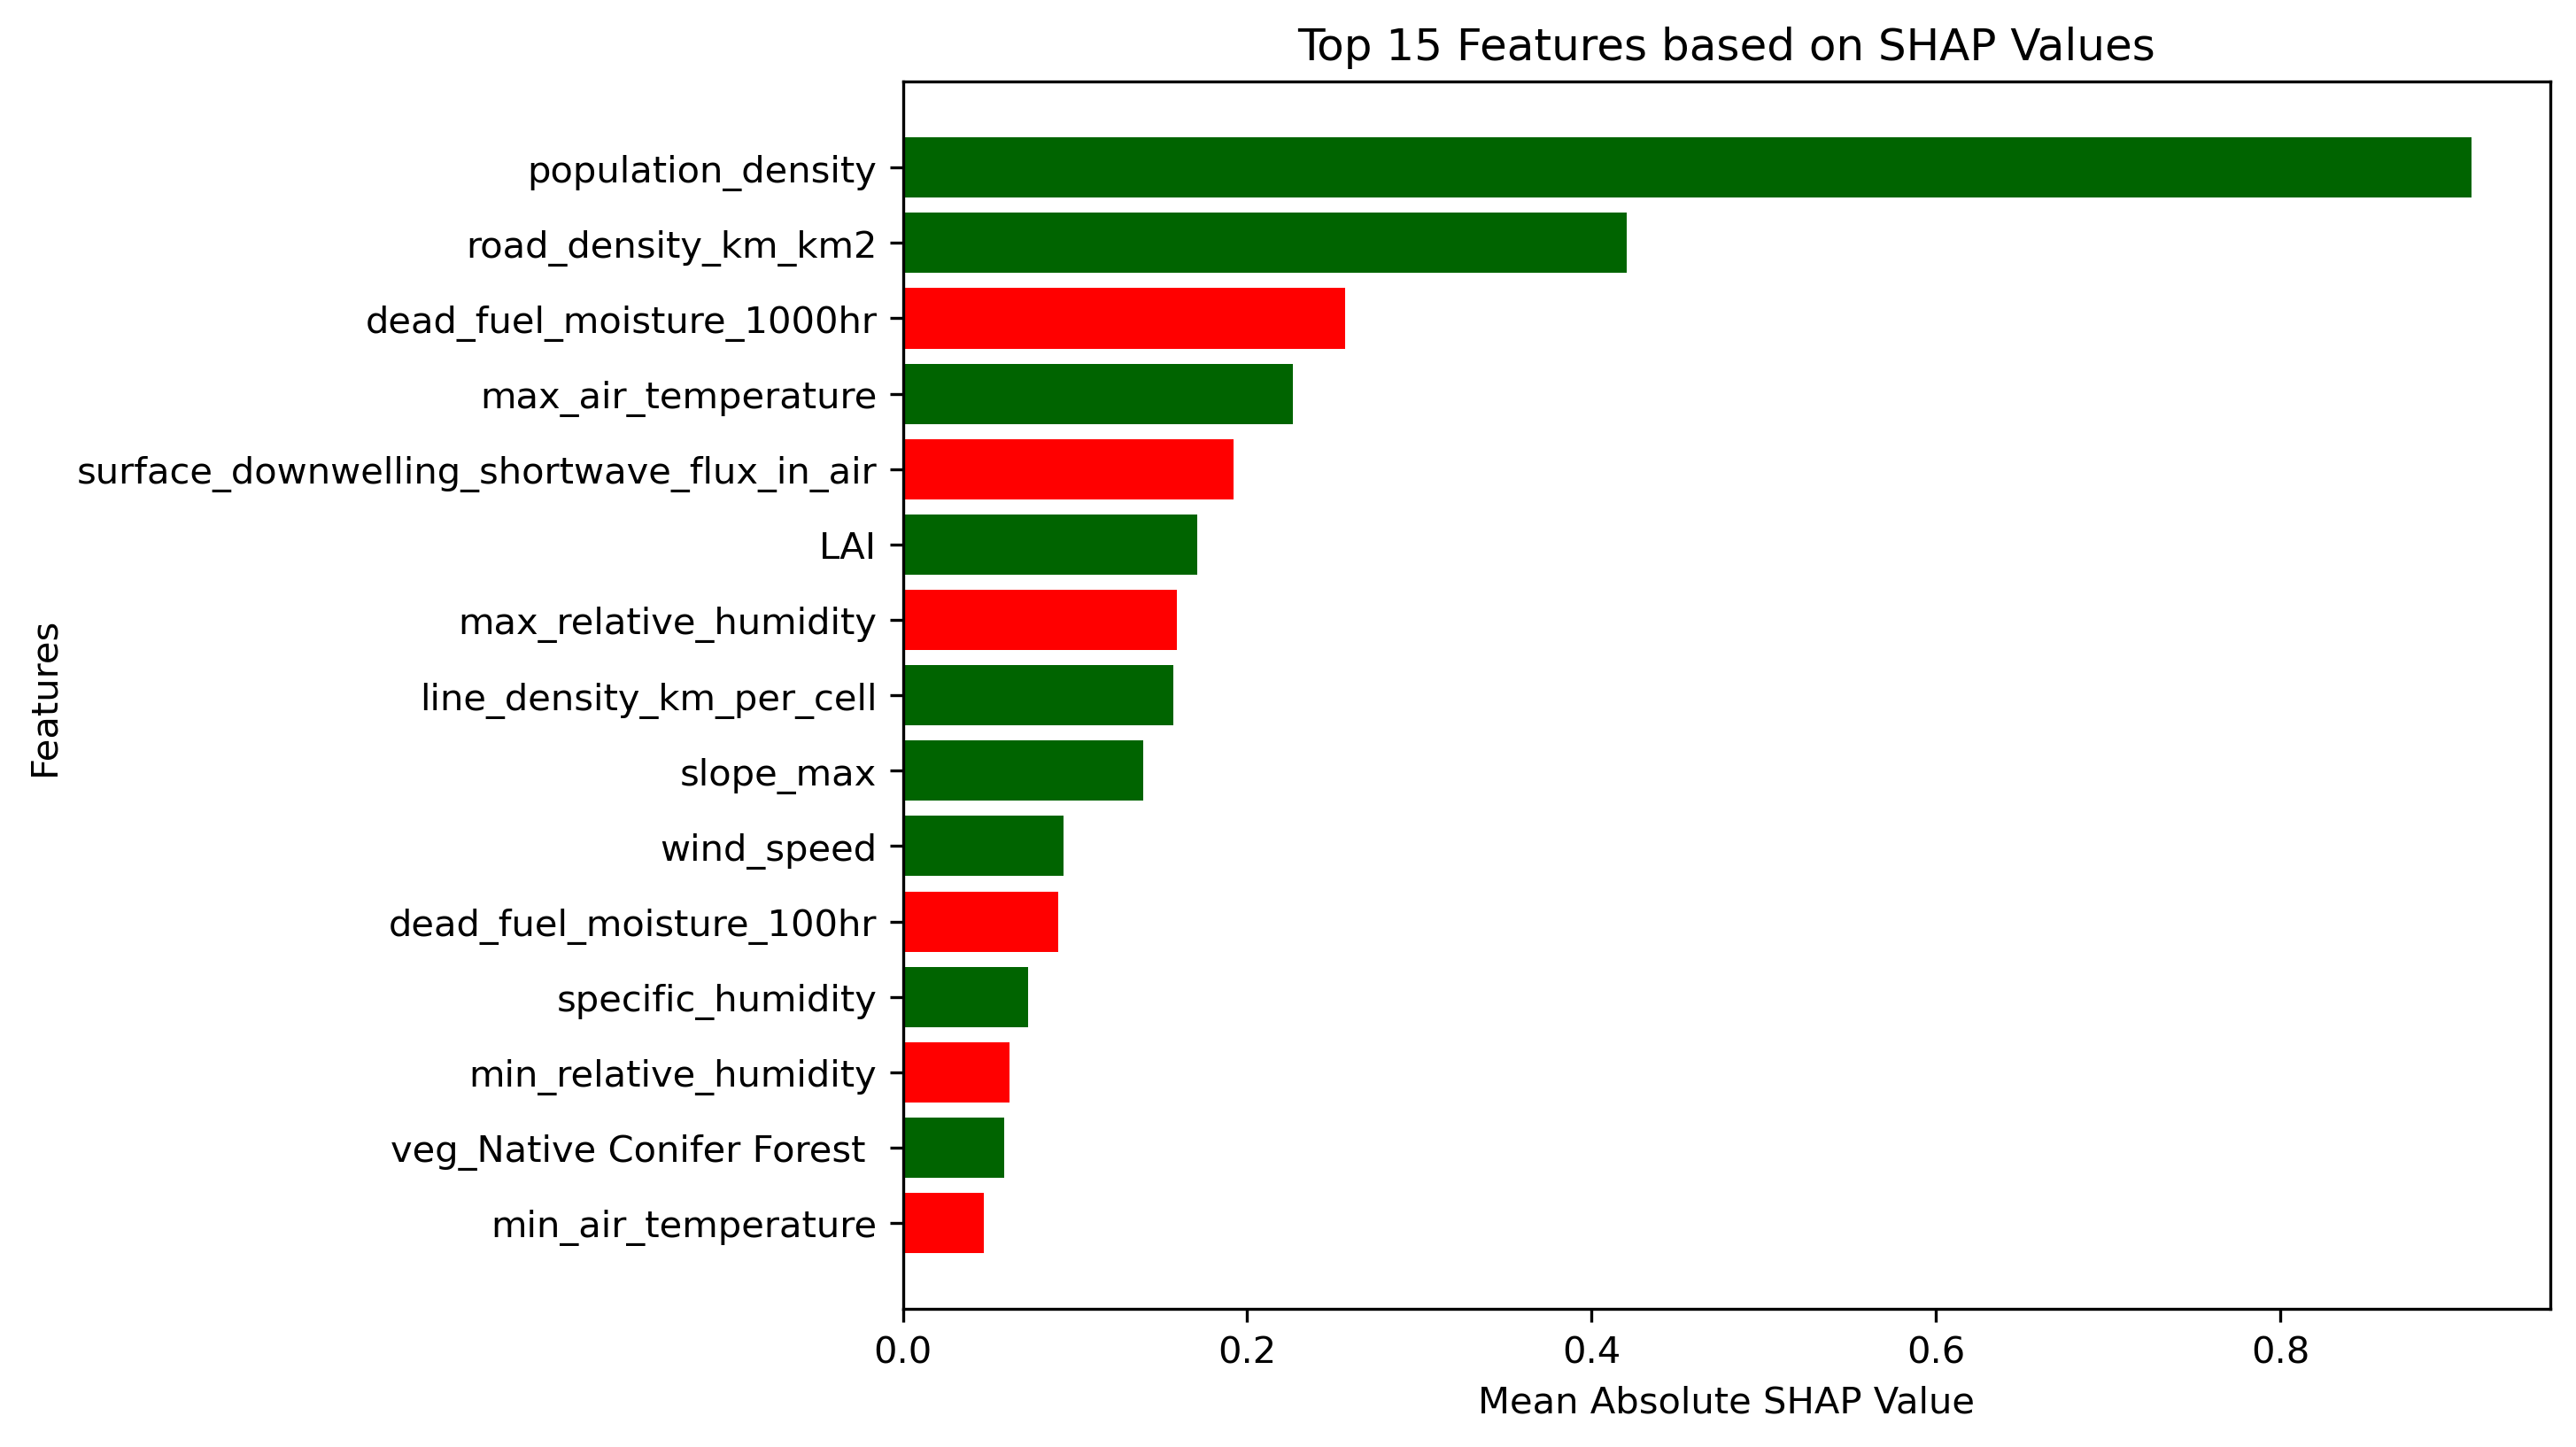 Top 15 Features based on SHAP Values
population_density
road_density_km_km2
dead_fuel_moisture_1000hr
max_air_temperature
surface_downwelling_shortwave_flux_in_air
LAI
max_relative_humidity
line_density_km_per_cell
slope_max
wind_speed
dead_fuel_moisture_100hr
specific_humidity
min_relative_humidity
veg_Native Conifer Forest
min_air_temperature
Features
0.0 0.2 0.4 0.6 0.8
Mean Absolute SHAP Value